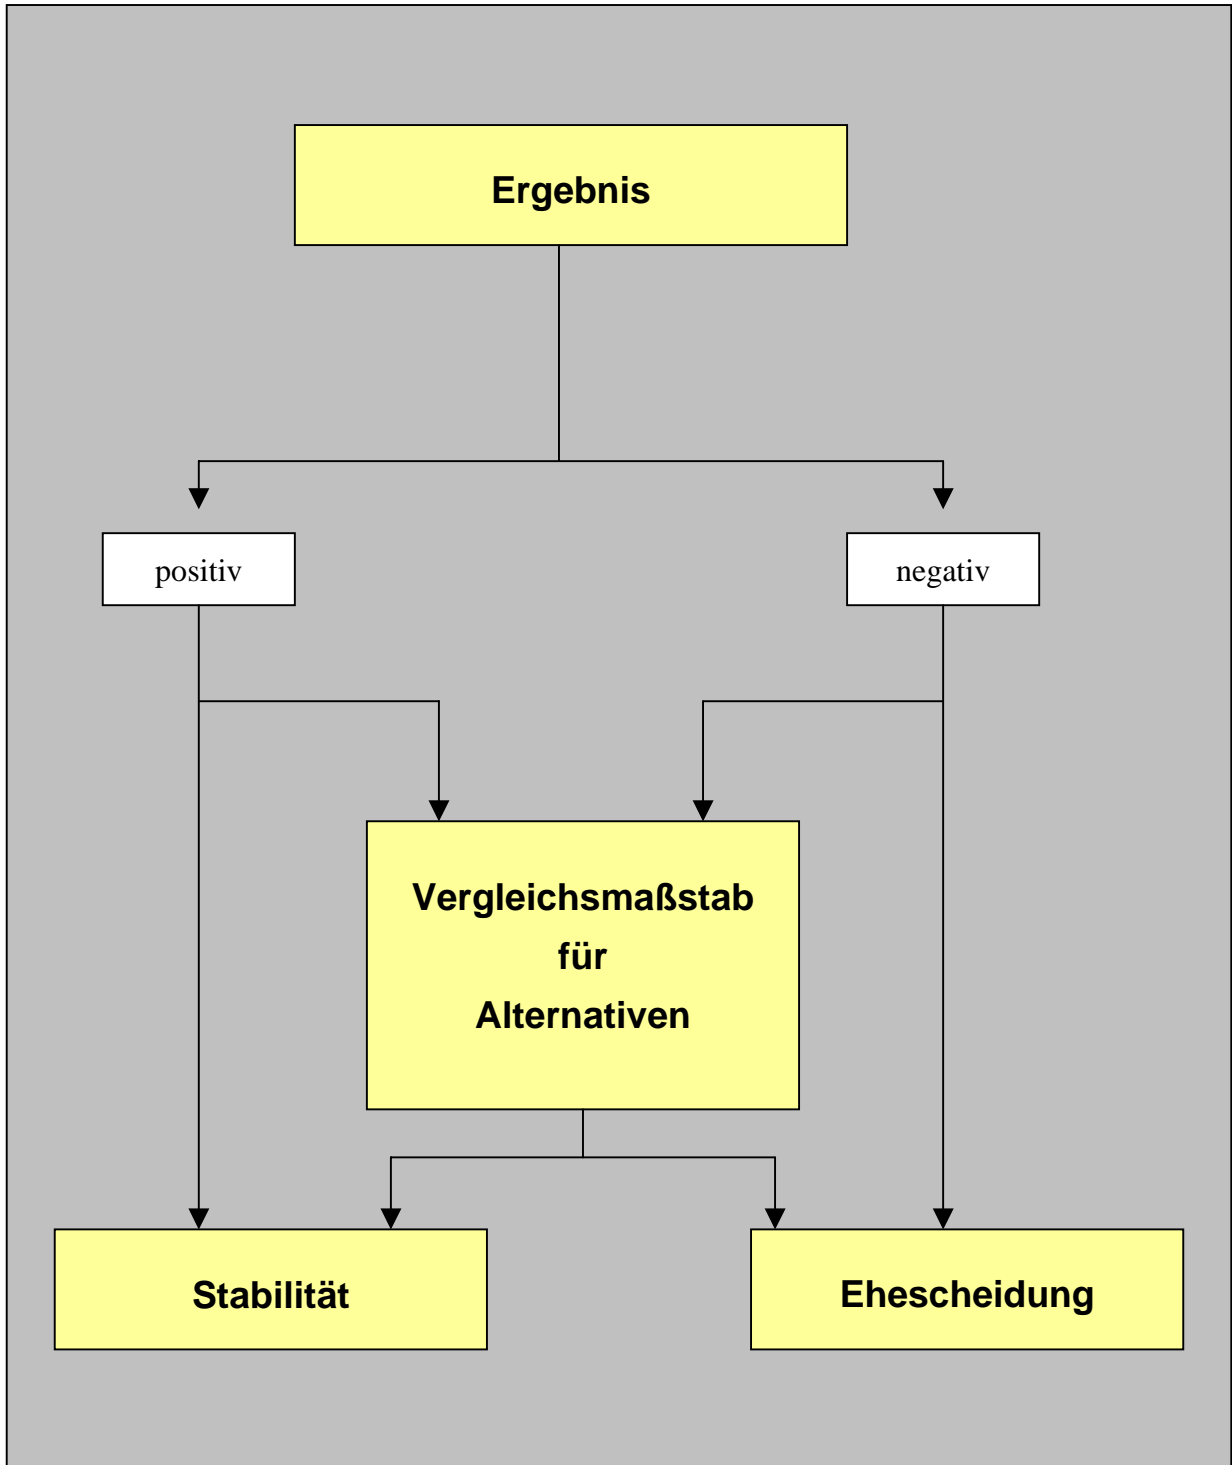 Ergebnis
positiv
negativ
Vergleichsmaßstab
für
Alternativen
Stabilität
Ehescheidung